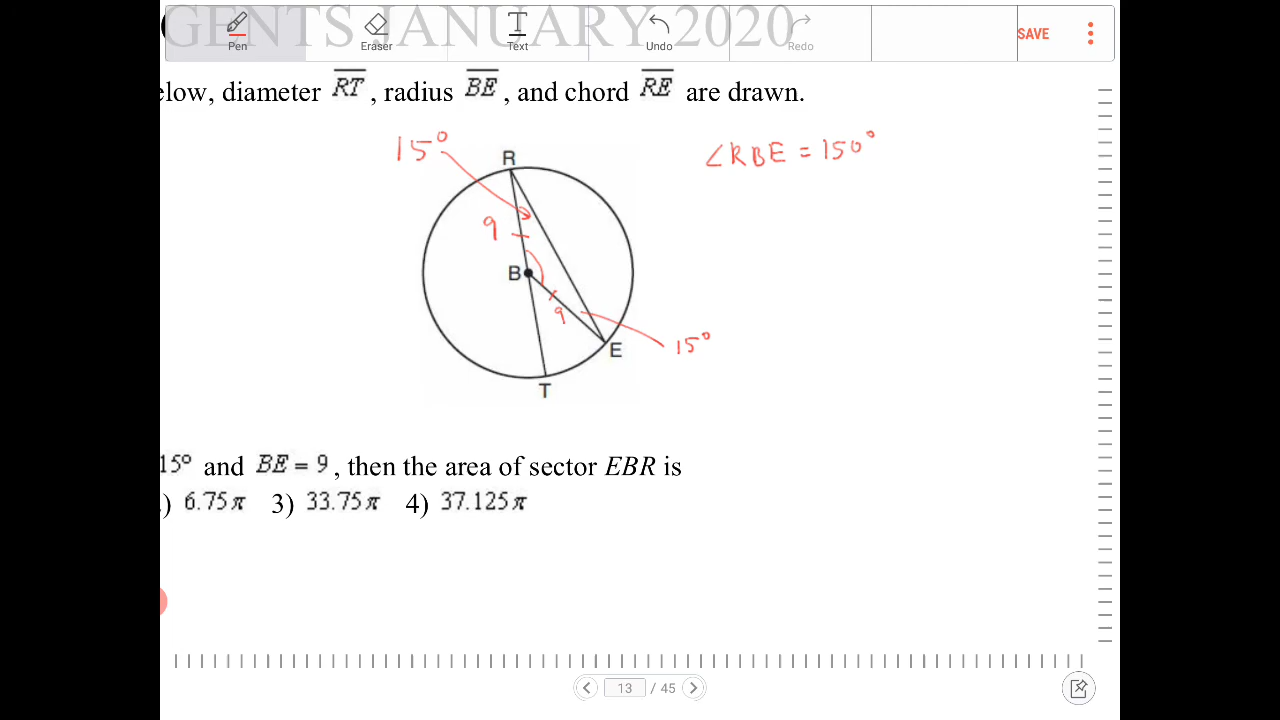 GENTS JANUARY 2020
Pen
Eraser
Text
Undo
Redo
SAVE
elow, diameter RT, radius BE, and chord RE are drawn.
15°
∠RBE = 150°
R
9
B
9
15°
E
T
15° and BE = 9, then the area of sector EBR is
) 6.75π 3) 33.75π 4) 37.125π
13 / 45